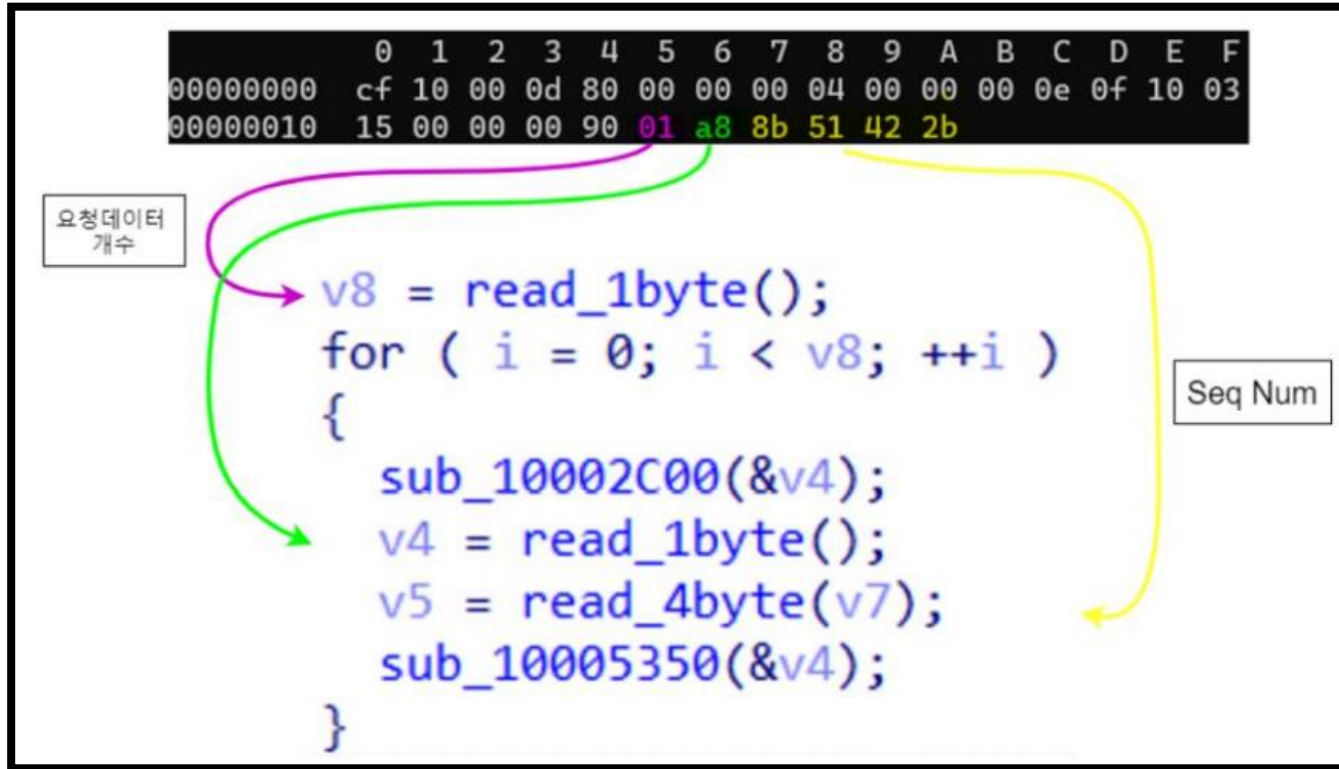 0 1 2 3 4 5 6 7 8 9 A B C D E F
00000000 cf 10 00 0d 80 00 00 00 04 00 00 00 0e 0f 10 03
00000010 15 00 00 00 90 01 a8 8b 51 42 2b
요청데이터
개수
v8 = read_1byte();
for ( i = 0; i < v8; ++i )
{
sub_10002C00(&v4);
v4 = read_1byte();
v5 = read_4byte(v7);
sub_10005350(&v4);
}
Seq Num